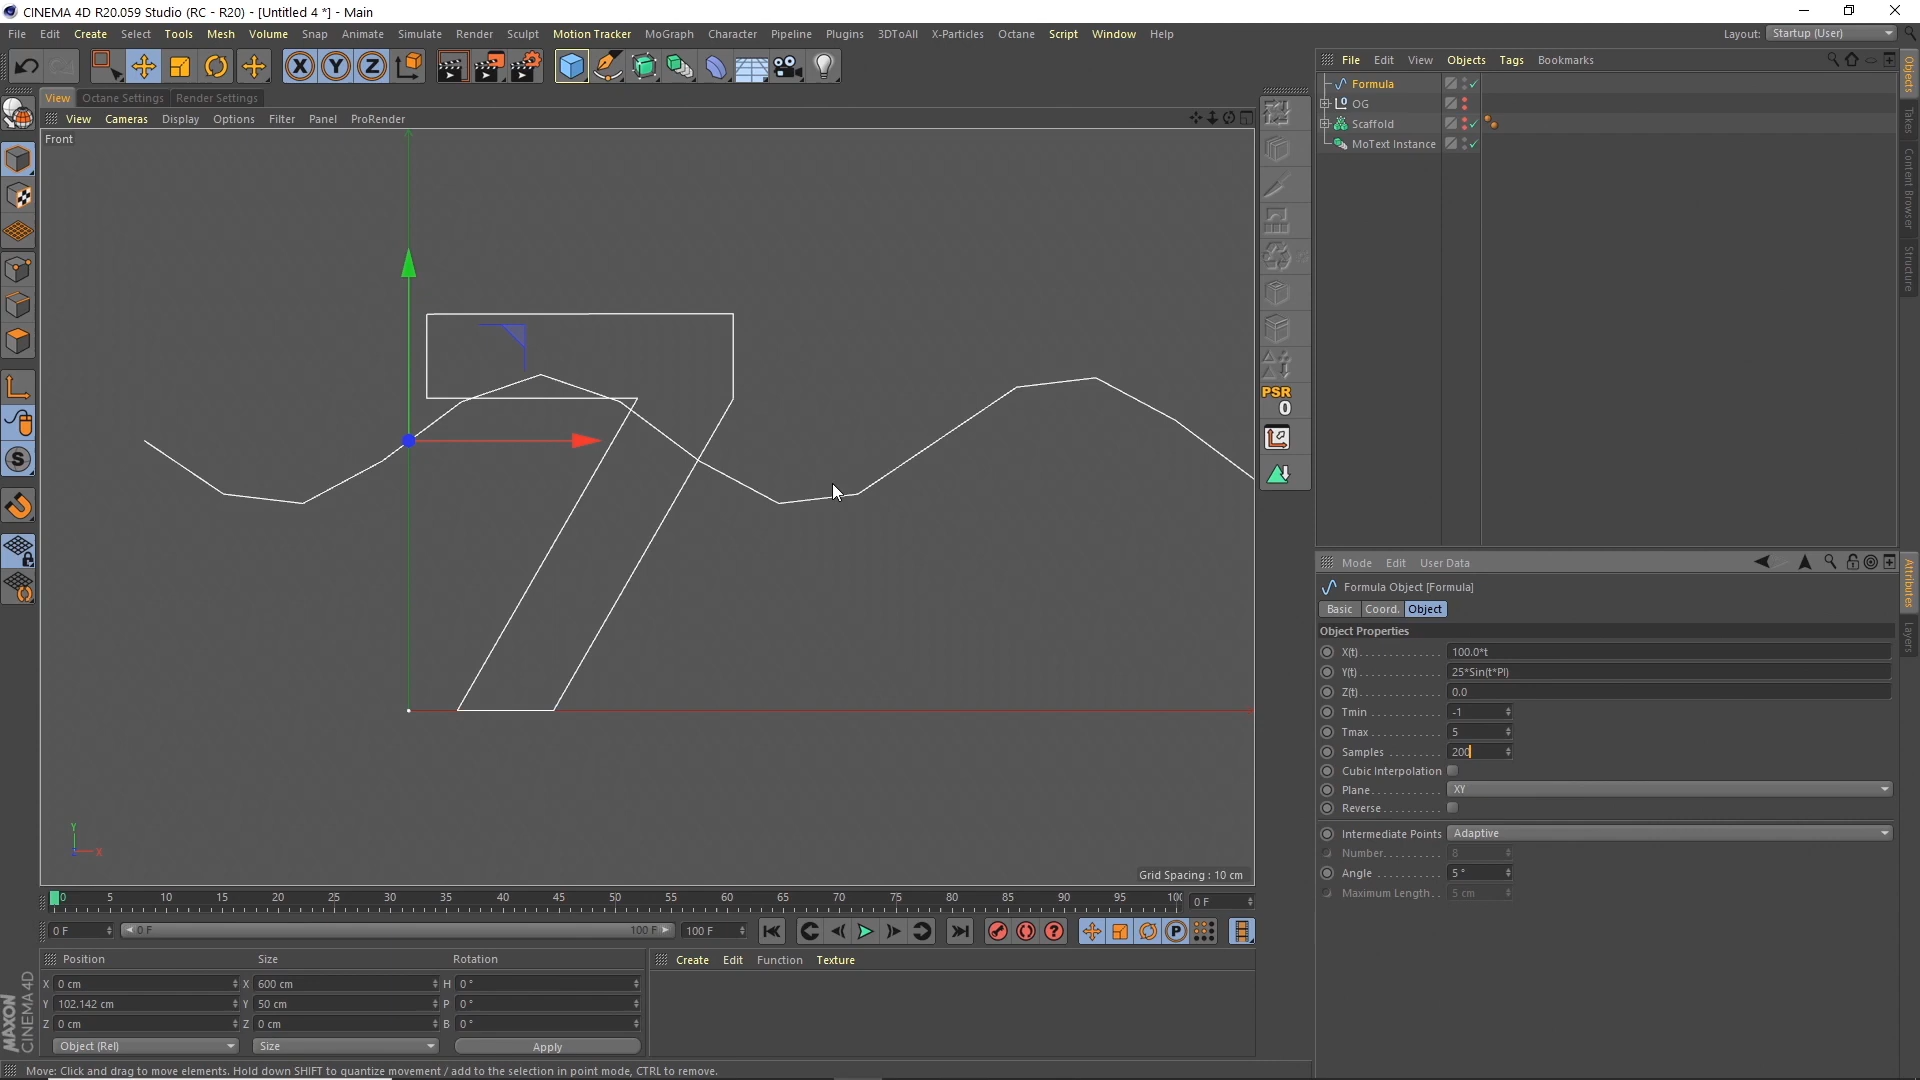 CINEMA 4D R20.059 Studio (RC - R20) - [Untitled 4 *] - Main
File Edit Create Select Tools Mesh Volume Snap Animate Simulate Render Sculpt Motion Tracker MoGraph Character Pipeline Plugins 3DToAll X-Particles Octane Script Window Help
Layout: Startup (User)
File Edit View Objects Tags Bookmarks
Objects
Takes
Content Browser
Structure
Formula
OG
Scaffold
MoText Instance
View Octane Settings Render Settings
View Cameras Display Options Filter Panel ProRender
Front
PSR
0
Y
X
Grid Spacing : 10 cm
Mode Edit User Data
Attributes
Layers
Formula Object [Formula]
Basic Coord. Object
Object Properties
X(t) 100.0*t
Y(t) 25*Sin(t*PI)
Z(t) 0.0
Tmin -1
Tmax 5
Samples 200
Cubic Interpolation
Plane XY
Reverse
Intermediate Points Adaptive
Number 8
Angle 5 °
Maximum Length 5 cm
0 5 10 15 20 25 30 35 40 45 50 55 60 65 70 75 80 85 90 95 100 0 F
0 F 0 F 100 F 100 F
Position Size Rotation
X 0 cm X 600 cm H 0 °
Y 102.142 cm Y 50 cm P 0 °
Z 0 cm Z 0 cm B 0 °
Object (Rel) Size Apply
Create Edit Function Texture
MAXON
CINEMA 4D
Move: Click and drag to move elements. Hold down SHIFT to quantize movement / add to the selection in point mode, CTRL to remove.